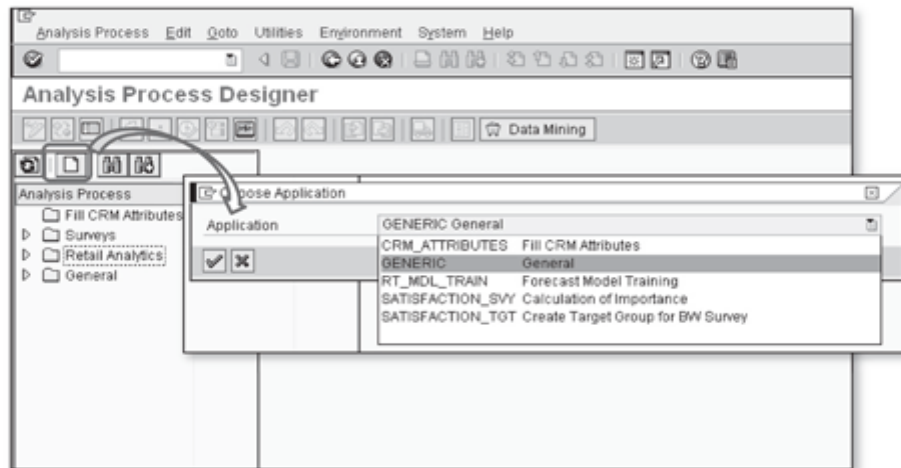 Analysis Process Edit Goto Utilities Environment System Help
Analysis Process Designer
Data Mining
Analysis Process
Fill CRM Attributes
Surveys
Retail Analytics
General
Choose Application
Application
GENERIC General
CRM_ATTRIBUTES Fill CRM Attributes
GENERIC General
RT_MDL_TRAIN Forecast Model Training
SATISFACTION_SVY Calculation of Importance
SATISFACTION_TGT Create Target Group for BW Survey